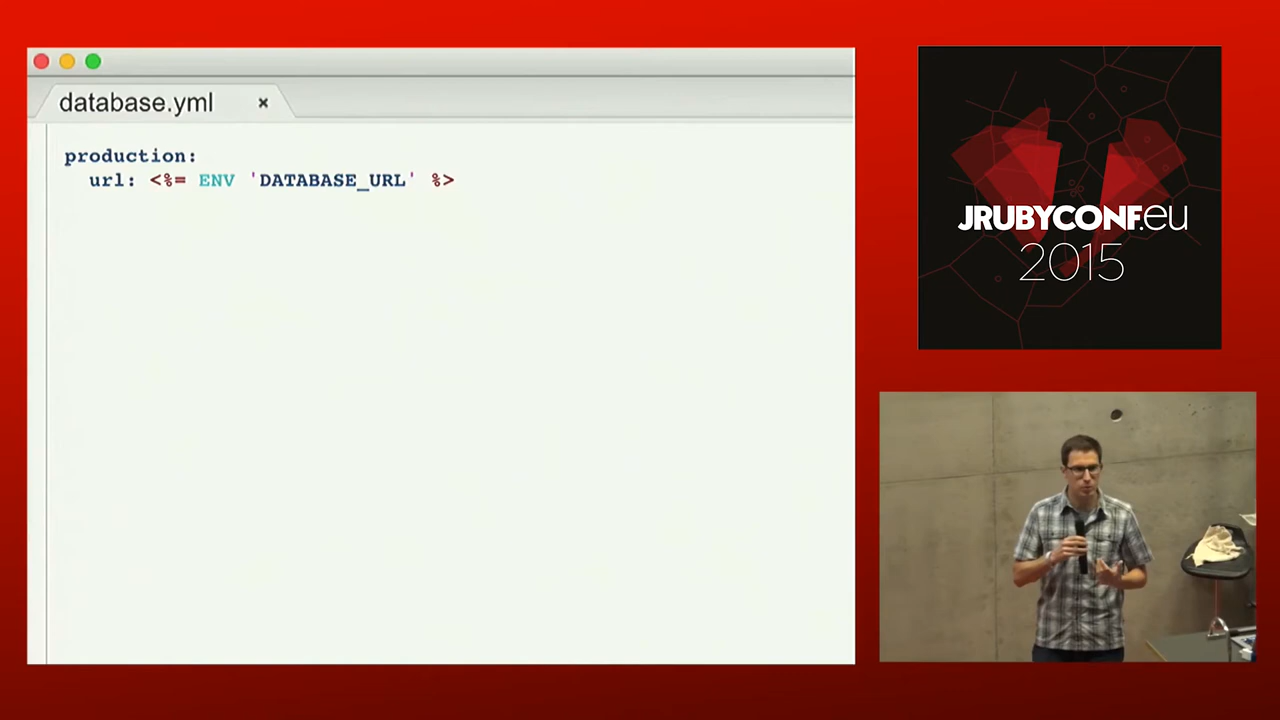 database.yml ×
production:
url: <%= ENV 'DATABASE_URL' %>
JRUBYCONF.eu
2015